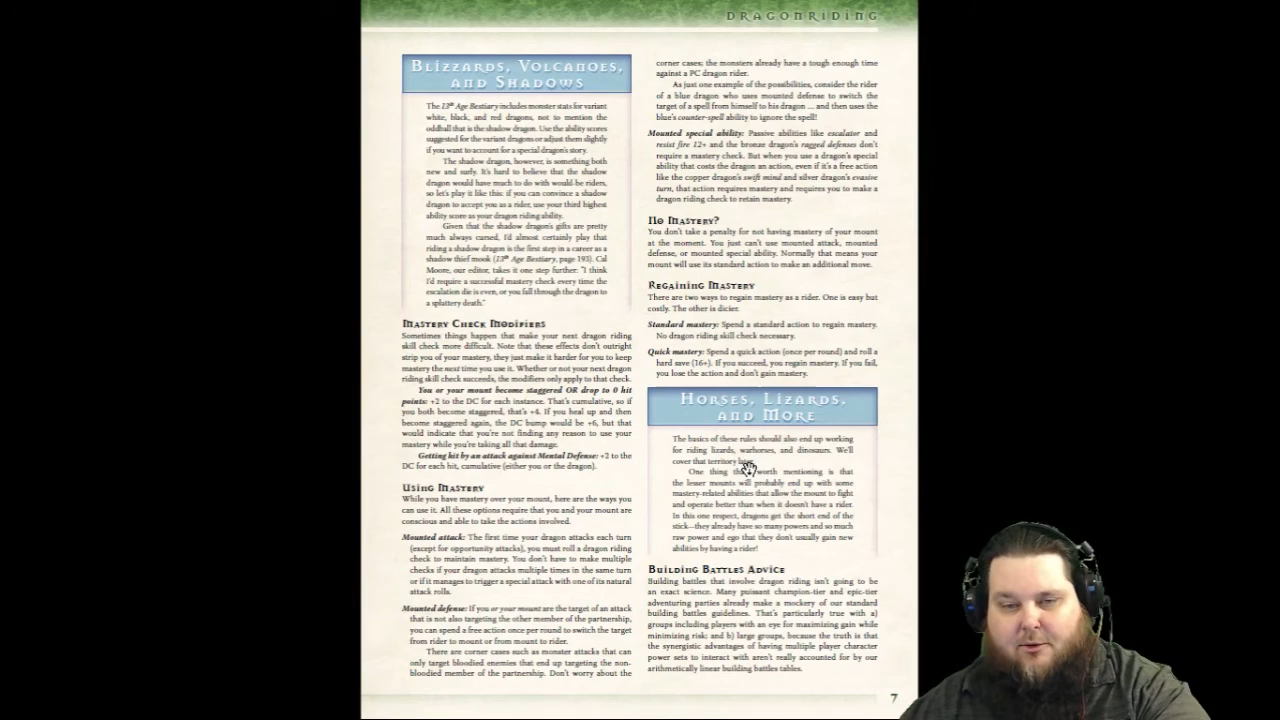 DRAGONRIDING
Blizzards, Volcanoes,
and Shadows
The 13th Age Bestiary includes monster stats for variant
white, black, and red dragons, not to mention the
oddball that is the shadow dragon. Use the ability scores
suggested for the variant dragons or adjust them slightly
if you want to account for a special dragon's story.
The shadow dragon, however, is something both
new and surly. It's hard to believe that the shadow
dragon would have much to do with would-be riders,
so let's play it like this: if you can convince a shadow
dragon to accept you as a rider, use your third highest
ability score as your dragon riding ability.
Given that the shadow dragon's gifts are pretty
much always cursed, I'd almost certainly play that
riding a shadow dragon is the first step in a career as a
shadow thief mook (13th Age Bestiary, page 193). Cal
Moore, our editor, takes it one step further: "I think
I'd require a successful mastery check every time the
escalation die is even, or you fall through the dragon to
a splattery death."
Mastery Check Modifiers
Sometimes things happen that make your next dragon riding
skill check more difficult. Note that these effects don't outright
strip you of your mastery, they just make it harder for you to keep
mastery the next time you use it. Whether or not your next dragon
riding skill check succeeds, the modifiers only apply to that check.
You or your mount become staggered OR drop to 0 hit
points: +2 to the DC for each instance. That's cumulative, so if
you both become staggered, that's +4. If you heal up and then
become staggered again, the DC bump would be +6, but that
would indicate that you're not finding any reason to use your
mastery while you're taking all that damage.
Getting hit by an attack against Mental Defense: +2 to the
DC for each hit, cumulative (either you or the dragon).
Using Mastery
While you have mastery over your mount, here are the ways you
can use it. All these options require that you and your mount are
conscious and able to take the actions involved.
Mounted attack: The first time your dragon attacks each turn
(except for opportunity attacks), you must roll a dragon riding
check to maintain mastery. You don't have to make multiple
checks if your dragon attacks multiple times in the same turn
or if it manages to trigger a special attack with one of its natural
attack rolls.
Mounted defense: If you or your mount are the target of an attack
that is not also targeting the other member of the partnership,
you can spend a free action once per round to switch the target
from rider to mount or from mount to rider.
There are corner cases such as monster attacks that can
only target bloodied enemies that end up targeting the non-
bloodied member of the partnership. Don't worry about the
corner cases; the monsters already have a tough enough time
against a PC dragon rider.
As just one example of the possibilities, consider the rider
of a blue dragon who uses mounted defense to switch the
target of a spell from himself to his dragon ... and then uses the
blue's counter-spell ability to ignore the spell!
Mounted special ability: Passive abilities like escalator and
resist fire 12+ and the bronze dragon's ragged defenses don't
require a mastery check. But when you use a dragon's special
ability that costs the dragon an action, even if it's a free action
like the copper dragon's swift mind and silver dragon's evasive
turn, that action requires mastery and requires you to make a
dragon riding check to retain mastery.
No Mastery?
You don't take a penalty for not having mastery of your mount
at the moment. You just can't use mounted attack, mounted
defense, or mounted special ability. Normally that means your
mount will use its standard action to make an additional move.
Regaining Mastery
There are two ways to regain mastery as a rider. One is easy but
costly. The other is dicier.
Standard mastery: Spend a standard action to regain mastery.
No dragon riding skill check necessary.
Quick mastery: Spend a quick action (once per round) and roll a
hard save (16+). If you succeed, you regain mastery. If you fail,
you lose the action and don't gain mastery.
Horses, Lizards,
and More
The basics of these rules should also end up working
for riding lizards, warhorses, and dinosaurs. We'll
cover that territory later.
One thing worth mentioning is that
the lesser mounts will probably end up with some
mastery-related abilities that allow the mount to fight
and operate better than when it doesn't have a rider.
In this one respect, dragons get the short end of the
stick—they already have so many powers and so much
raw power and ego that they don't usually gain new
abilities by having a rider!
Building Battles Advice
Building battles that involve dragon riding isn't going to be
an exact science. Many puissant champion-tier and epic-tier
adventuring parties already make a mockery of our standard
building battles guidelines. That's particularly true with a)
groups including players with an eye for maximizing gain while
minimizing risk; and b) large groups, because the truth is that
the synergistic advantages of having multiple player character
power sets to interact with aren't really accounted for by our
arithmetically linear building battles tables.
7